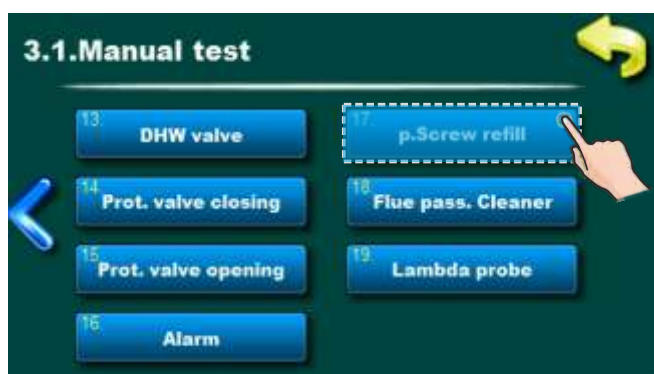 3.1.Manual test
13.
DHW valve
14.
Prot. valve closing
15.
Prot. valve opening
16.
Alarm
17.
p.Screw refill
18.
Flue pass. Cleaner
19.
Lambda probe